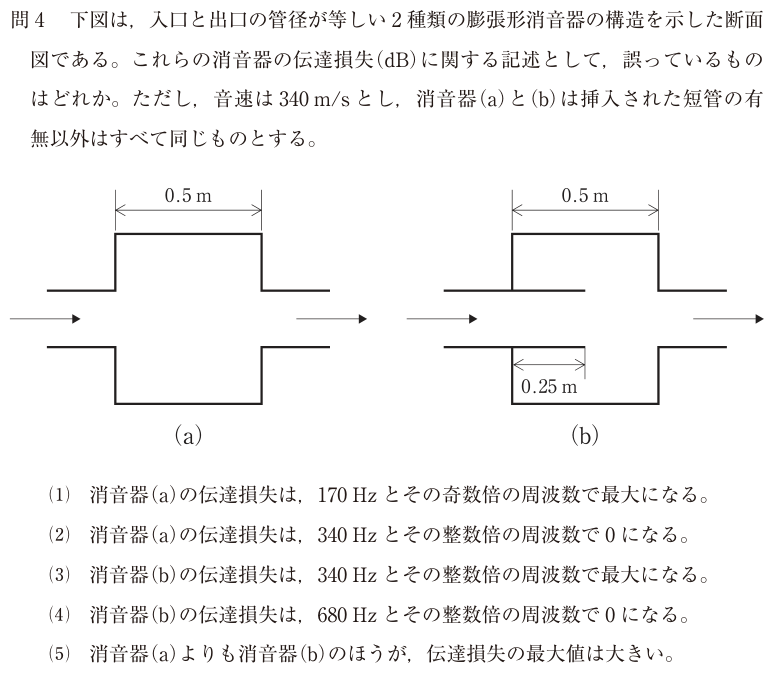 問4　下図は，入口と出口の管径が等しい2種類の膨張形消音器の構造を示した断面
図である。これらの消音器の伝達損失(dB)に関する記述として，誤っているもの
はどれか。ただし，音速は340 m/sとし，消音器(a)と(b)は挿入された短管の有
無以外はすべて同じものとする。
0.5 m
0.5 m
0.25 m
(a)
(b)
(1)　消音器(a)の伝達損失は，170 Hzとその奇数倍の周波数で最大になる。
(2)　消音器(a)の伝達損失は，340 Hzとその整数倍の周波数で0になる。
(3)　消音器(b)の伝達損失は，340 Hzとその整数倍の周波数で最大になる。
(4)　消音器(b)の伝達損失は，680 Hzとその整数倍の周波数で0になる。
(5)　消音器(a)よりも消音器(b)のほうが，伝達損失の最大値は大きい。